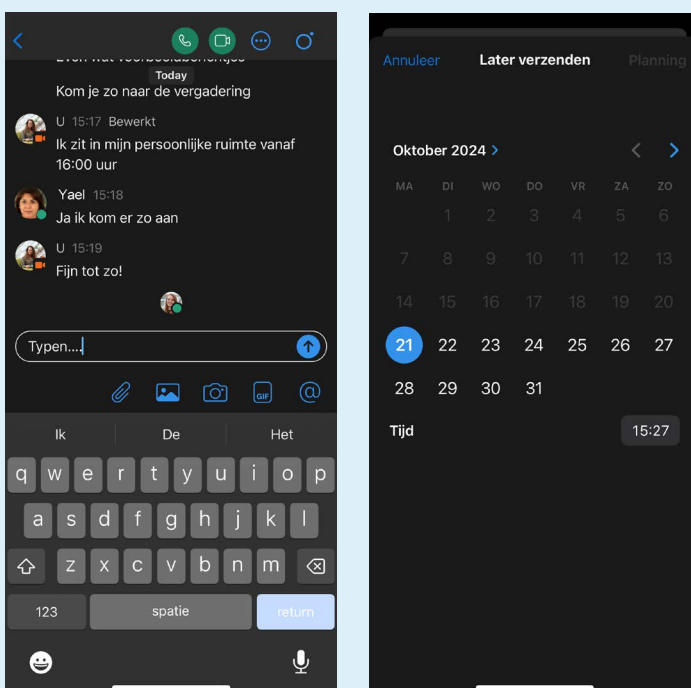 Even wat voorbeeldberichtjes
Today
Kom je zo naar de vergadering
U 15:17 Bewerkt
Ik zit in mijn persoonlijke ruimte vanaf
16:00 uur
Yael 15:18
Ja ik kom er zo aan
U 15:19
Fijn tot zo!
Typen....
GIF @
Ik De Het
q w e r t y u i o p
a s d f g h j k l
z x c v b n m
123 spatie return
Annuleer Later verzenden Planning
Oktober 2024
MA DI WO DO VR ZA ZO
1 2 3 4 5 6
7 8 9 10 11 12 13
14 15 16 17 18 19 20
21 22 23 24 25 26 27
28 29 30 31
Tijd 15:27